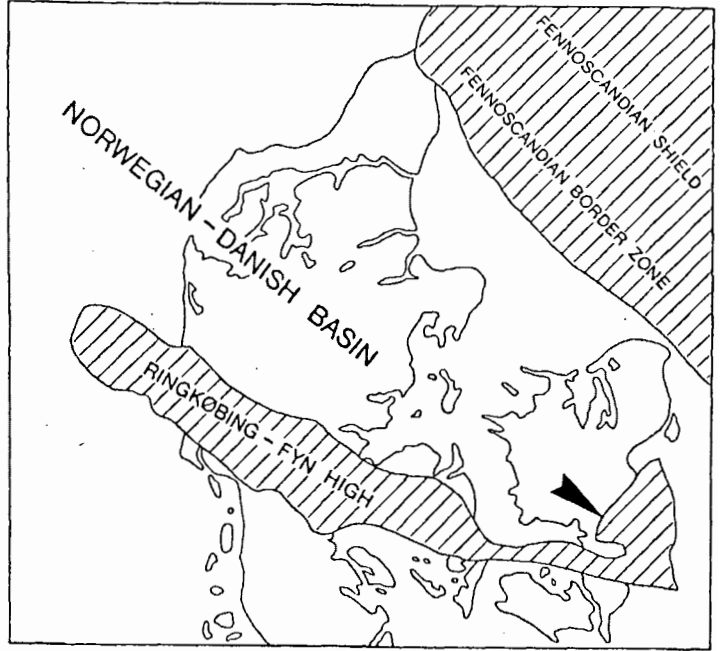 FENNOSCANDIAN SHIELD
FENNOSCANDIAN BORDER ZONE
NORWEGIAN – DANISH BASIN
RINGKØBING – FYN HIGH